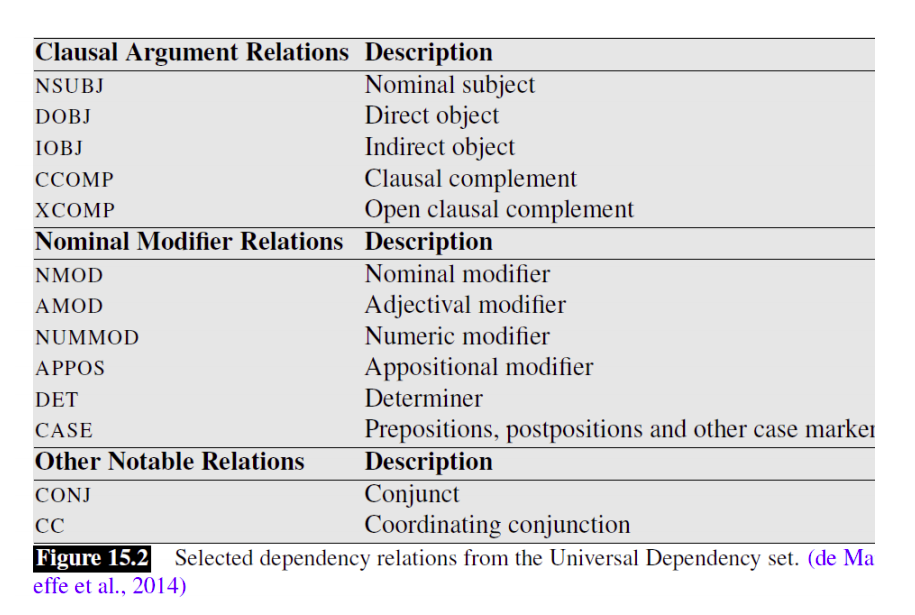 Clausal Argument Relations Description
NSUBJ Nominal subject
DOBJ Direct object
IOBJ Indirect object
CCOMP Clausal complement
XCOMP Open clausal complement
Nominal Modifier Relations Description
NMOD Nominal modifier
AMOD Adjectival modifier
NUMMOD Numeric modifier
APPOS Appositional modifier
DET Determiner
CASE Prepositions, postpositions and other case marker
Other Notable Relations Description
CONJ Conjunct
CC Coordinating conjunction
Figure 15.2 Selected dependency relations from the Universal Dependency set. (de Ma
effe et al., 2014)